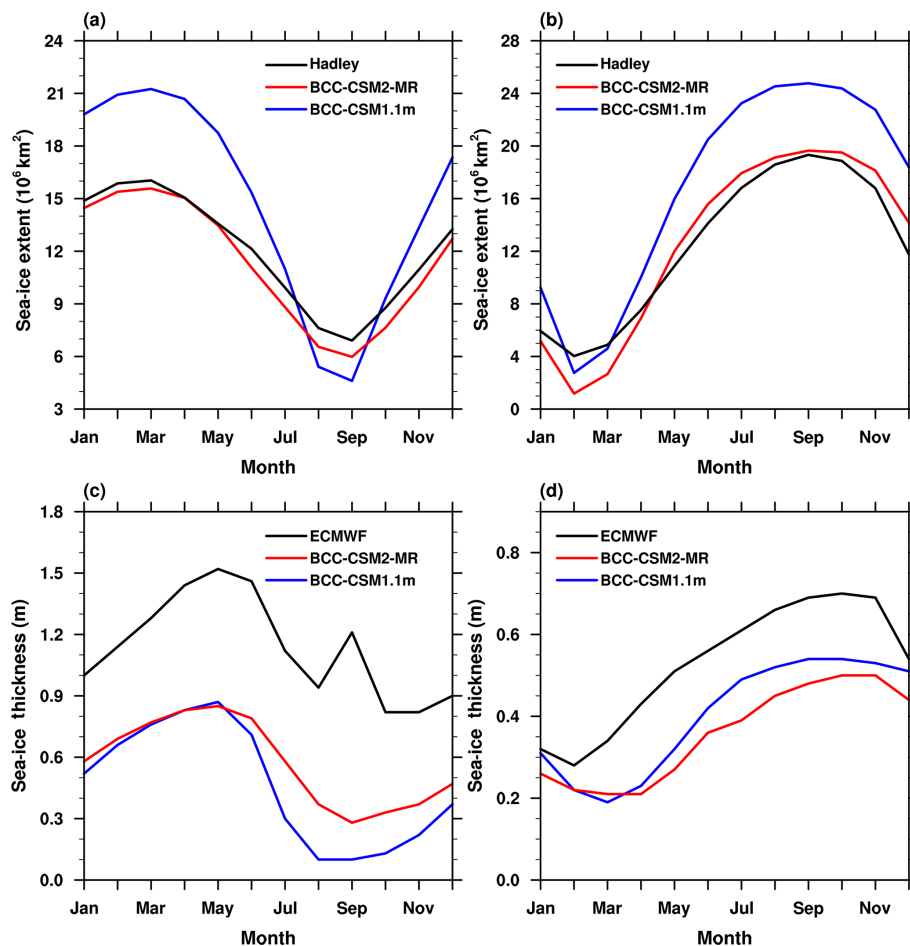 (a)
24
21
18
15
12
9
6
3
Sea-ice extent (10⁶ km²)
Hadley
BCC-CSM2-MR
BCC-CSM1.1m
Jan Mar May Jul Sep Nov
Month
(b)
28
24
20
16
12
8
4
0
Sea-ice extent (10⁶ km²)
Hadley
BCC-CSM2-MR
BCC-CSM1.1m
Jan Mar May Jul Sep Nov
Month
(c)
1.8
1.5
1.2
0.9
0.6
0.3
0.0
Sea-ice thickness (m)
ECMWF
BCC-CSM2-MR
BCC-CSM1.1m
Jan Mar May Jul Sep Nov
Month
(d)
0.8
0.6
0.4
0.2
0.0
Sea-ice thickness (m)
ECMWF
BCC-CSM2-MR
BCC-CSM1.1m
Jan Mar May Jul Sep Nov
Month